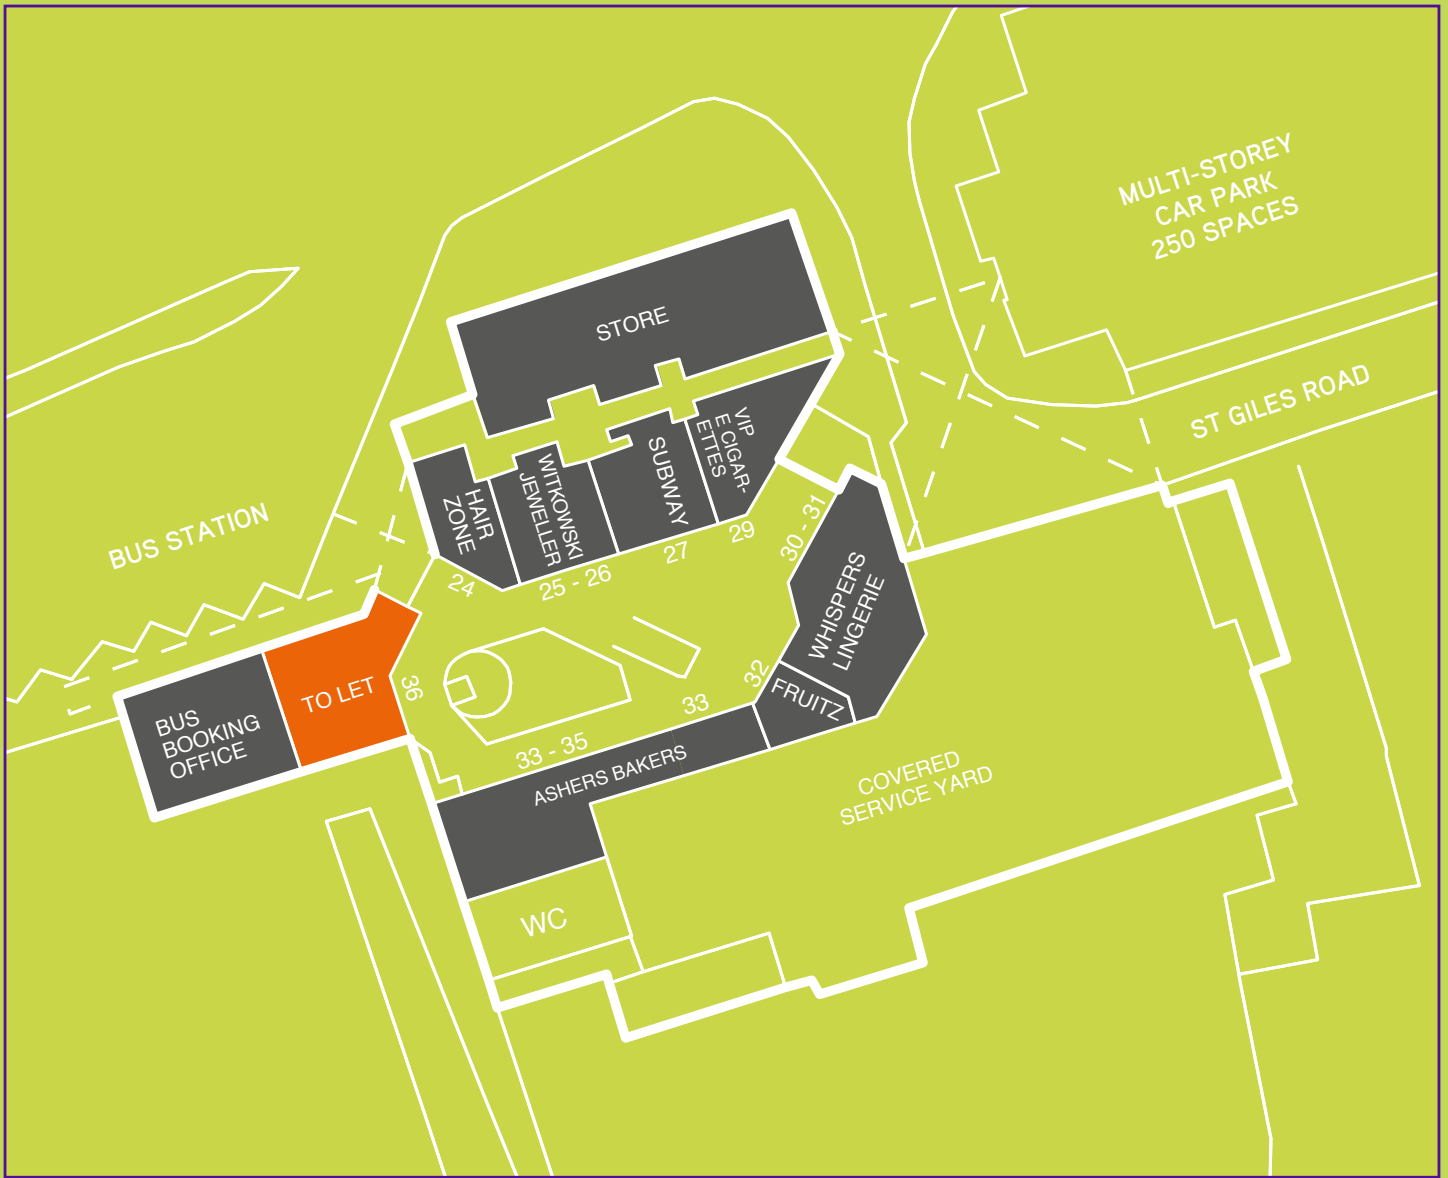 MULTI-STOREY
CAR PARK
250 SPACES
STORE
ST GILES ROAD
VIP
E CIGAR-
ETTES
SUBWAY
WITKOWSKI
JEWELLER
HAIR
ZONE
BUS STATION
30 - 31
29
27
25 - 26
24
WHISPERS
LINGERIE
32
FRUITZ
36
TO LET
33
BUS
BOOKING
OFFICE
33 - 35
ASHERS BAKERS
COVERED
SERVICE YARD
WC